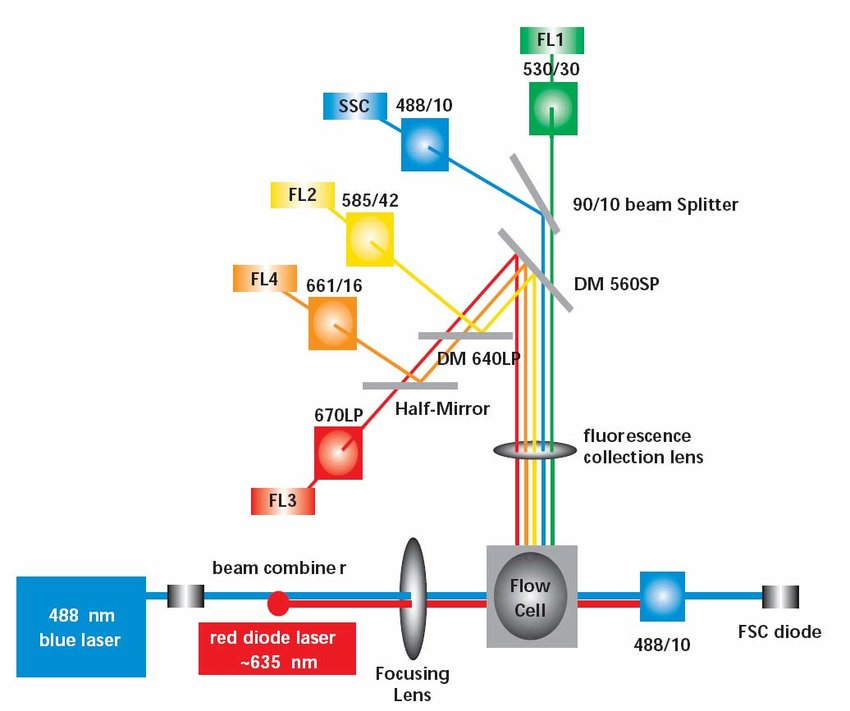 FL1
530/30
SSC
488/10
90/10 beam Splitter
FL2
585/42
DM 560SP
FL4
661/16
DM 640LP
Half-Mirror
670LP
fluorescence
collection lens
FL3
beam combiner
488 nm
blue laser
red diode laser
~635 nm
Focusing
Lens
Flow
Cell
488/10
FSC diode